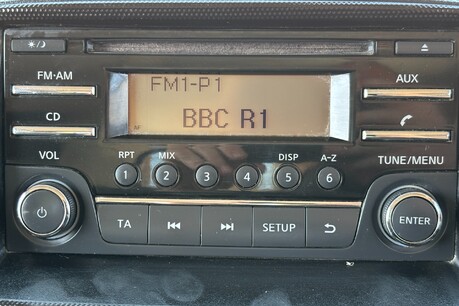 FM·AM
AUX
FM1-P1
BBC R1
CD
VOL
RPT MIX DISP A-Z
TUNE/MENU
1 2 3 4 5 6
TA SETUP
ENTER